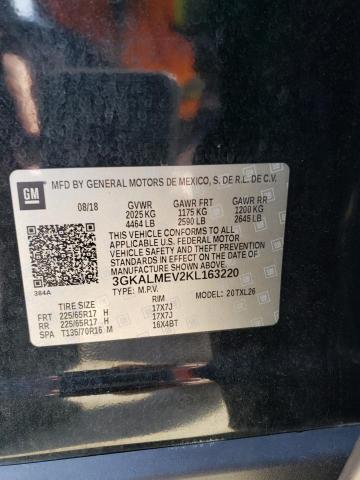 GM
MFD BY GENERAL MOTORS DE MEXICO, S. DE R.L. DE C.V.
08/18 GVWR GAWR FRT GAWR RR
2025 KG 1175 KG 1200 KG
4464 LB 2590 LB 2645 LB
THIS VEHICLE CONFORMS TO ALL
APPLICABLE U.S. FEDERAL MOTOR
VEHICLE SAFETY AND THEFT
PREVENTION STANDARDS IN EFFECT
ON THE DATE OF MANUFACTURE
SHOWN ABOVE.
3GKALMEV2KL163220
384A TYPE: M.P.V. MODEL: 20TXL26
TIRE SIZE RIM
FRT 225/65R17 H 17X7J
RR 225/65R17 H 17X7J
SPA T135/70R16 M 16X4BT